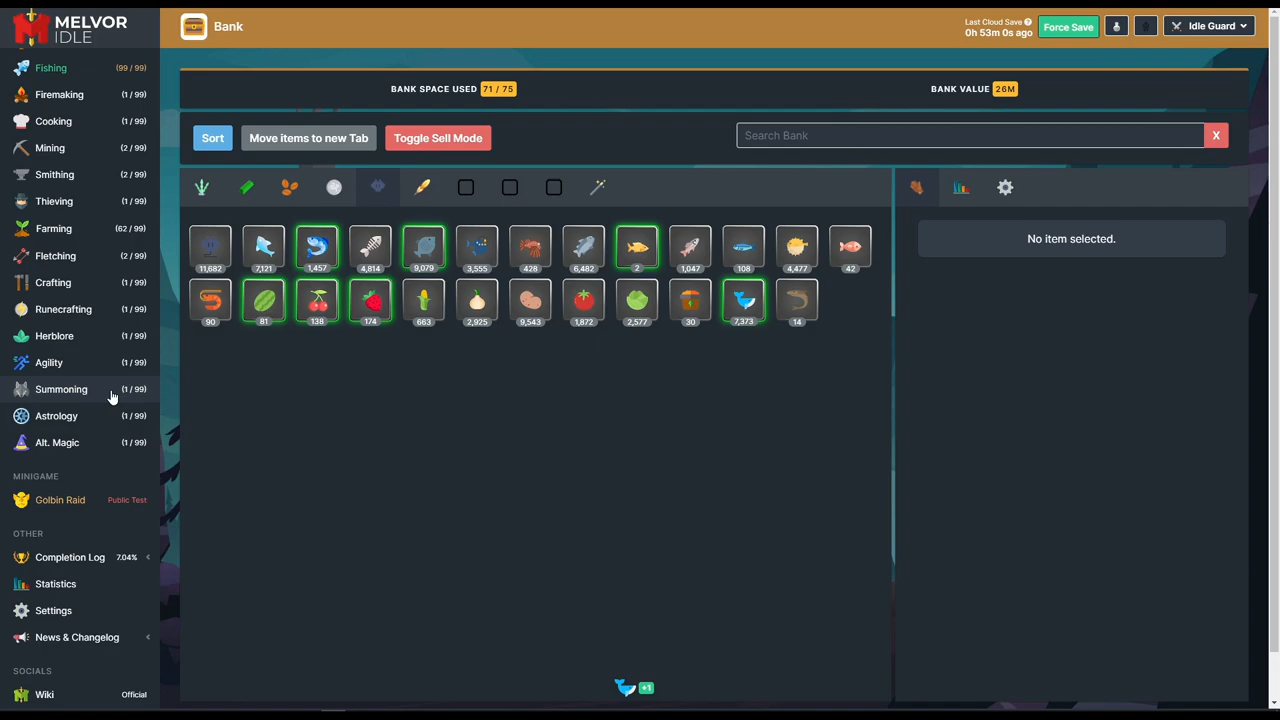 MELVOR
IDLE
Bank
Last Cloud Save
0h 53m 0s ago
Force Save
Idle Guard
Fishing (99 / 99)
Firemaking (1 / 99)
Cooking (1 / 99)
Mining (2 / 99)
Smithing (2 / 99)
Thieving (1 / 99)
Farming (62 / 99)
Fletching (2 / 99)
Crafting (1 / 99)
Runecrafting (1 / 99)
Herblore (1 / 99)
Agility (1 / 99)
Summoning (1 / 99)
Astrology (1 / 99)
Alt. Magic (1 / 99)
MINIGAME
Golbin Raid Public Test
OTHER
Completion Log 7.04%
Statistics
Settings
News & Changelog
SOCIALS
Wiki Official
BANK SPACE USED 71 / 75
BANK VALUE 26M
Sort
Move items to new Tab
Toggle Sell Mode
Search Bank
X
11,682 7,121 1,457 4,814 9,079 3,555 428 6,482 2 1,047 108 4,477 42
90 81 138 174 663 2,925 9,543 1,872 2,577 30 7,373 14
No item selected.
+1